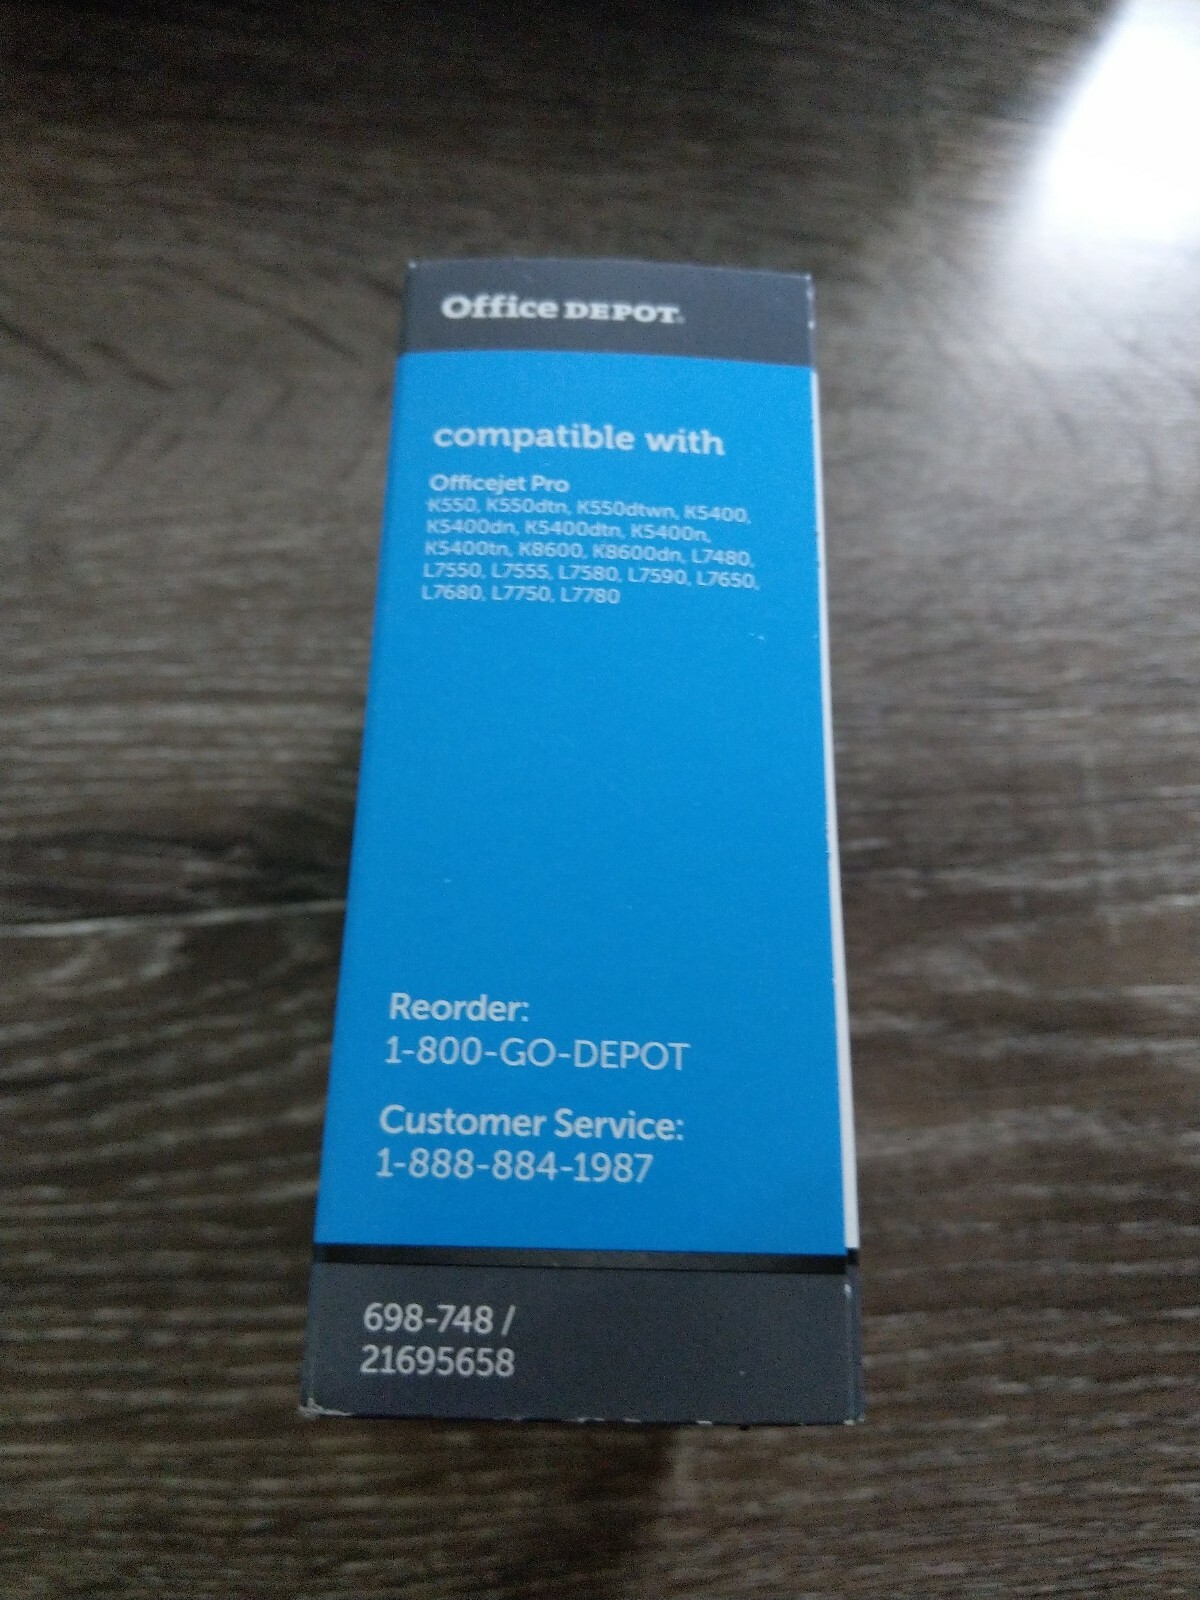 Office DEPOT.
compatible with
Officejet Pro
K550, K550dtn, K550dtwn, K5400,
K5400dn, K5400dtn, K5400n,
K5400tn, K8600, K8600dn, L7480,
L7550, L7555, L7580, L7590, L7650,
L7680, L7750, L7780
Reorder:
1-800-GO-DEPOT
Customer Service:
1-888-884-1987
698-748 /
21695658